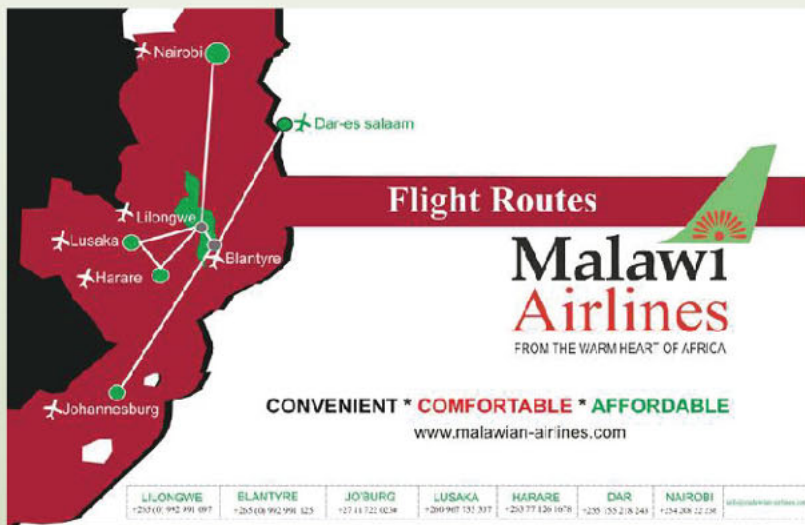 Nairobi
Dar-es salaam
Flight Routes
Lilongwe
Lusaka
Blantyre
Harare
Malawi
Airlines
FROM THE WARM HEART OF AFRICA
Johannesburg
CONVENIENT * COMFORTABLE * AFFORDABLE
www.malawian-airlines.com
LILONGWE BLANTYRE JO'BURG LUSAKA HARARE DAR NAIROBI